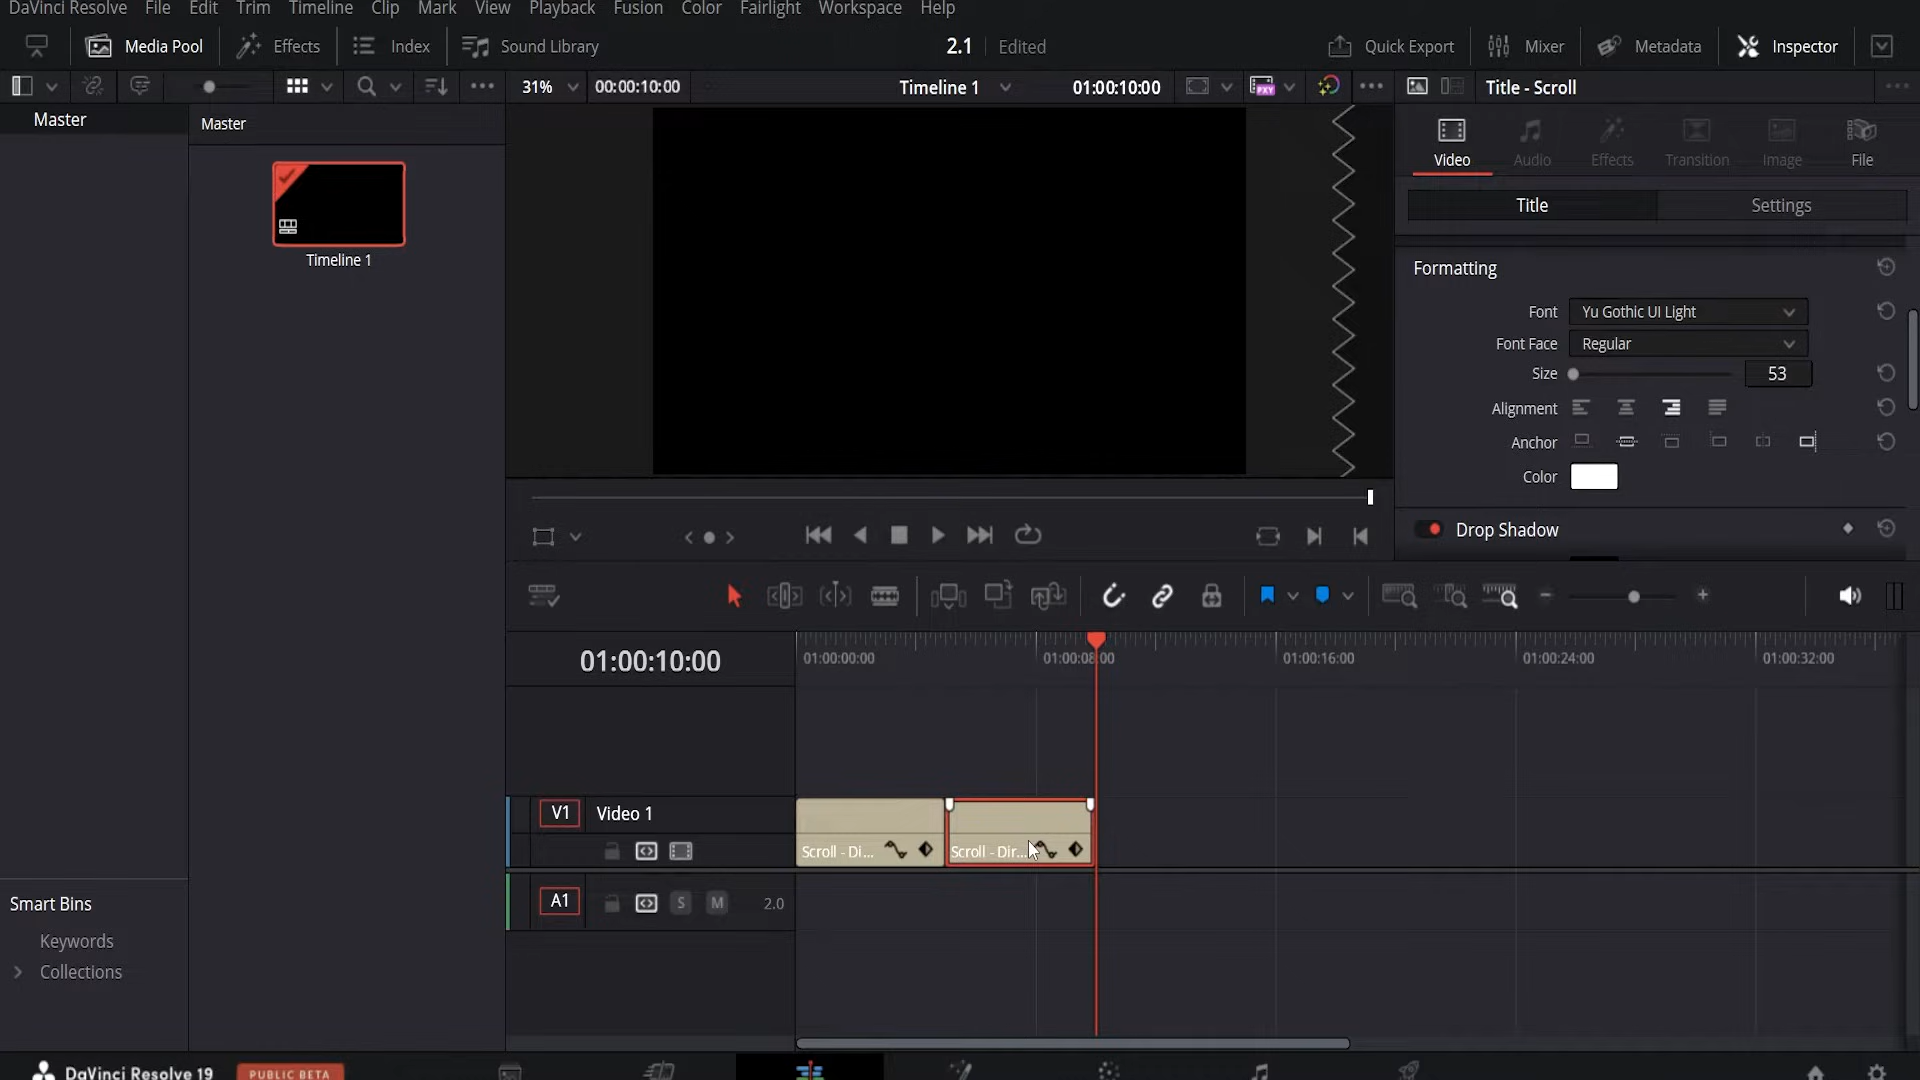 DaVinci Resolve File Edit Trim Timeline Clip Mark View Playback Fusion Color Fairlight Workspace Help
Media Pool Effects Index Sound Library 2.1 Edited Quick Export Mixer Metadata Inspector
31% 00:00:10:00 Timeline 1 01:00:10:00 Title - Scroll
Master
Master
Timeline 1
PXY
Video Audio Effects Transition Image File
Title Settings
Formatting
Font Yu Gothic UI Light
Font Face Regular
Size 53
Alignment
Anchor
Color
Drop Shadow
01:00:10:00
01:00:00:00 01:00:08:00 01:00:16:00 01:00:24:00 01:00:32:00
V1 Video 1
Scroll - Di... Scroll - Dir...
A1 S M 2.0
Smart Bins
Keywords
Collections
DaVinci Resolve 19 PUBLIC BETA